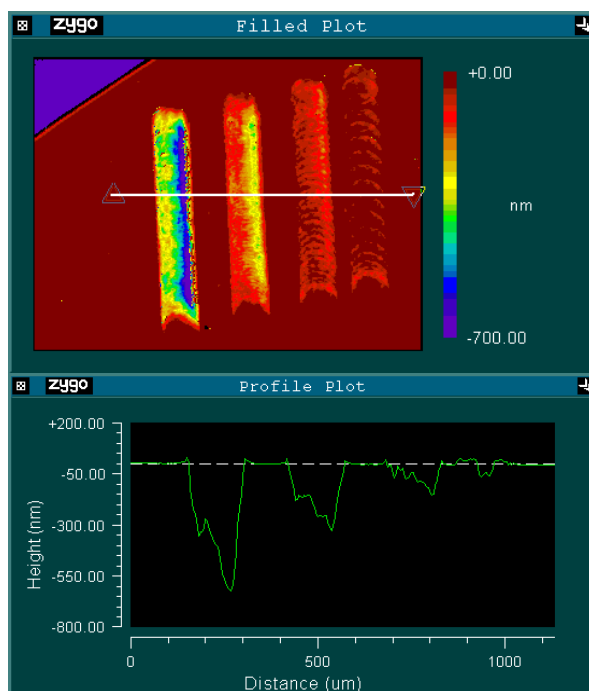 zygo Filled Plot
+0.00
nm
-700.00
zygo Profile Plot
+200.00
-50.00
-300.00
-550.00
-800.00
Height (nm)
0 500 1000
Distance (um)